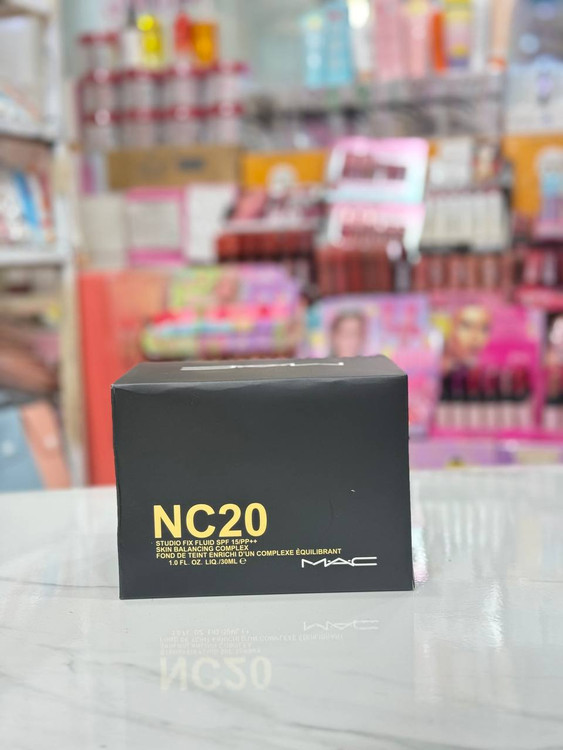 NC20
STUDIO FIX FLUID SPF 15/PP++
SKIN BALANCING COMPLEX
FOND DE TEINT ENRICHI D'UN COMPLEXE ÉQUILIBRANT
1.0 FL. OZ. LIQ./30ML ℮
MAC